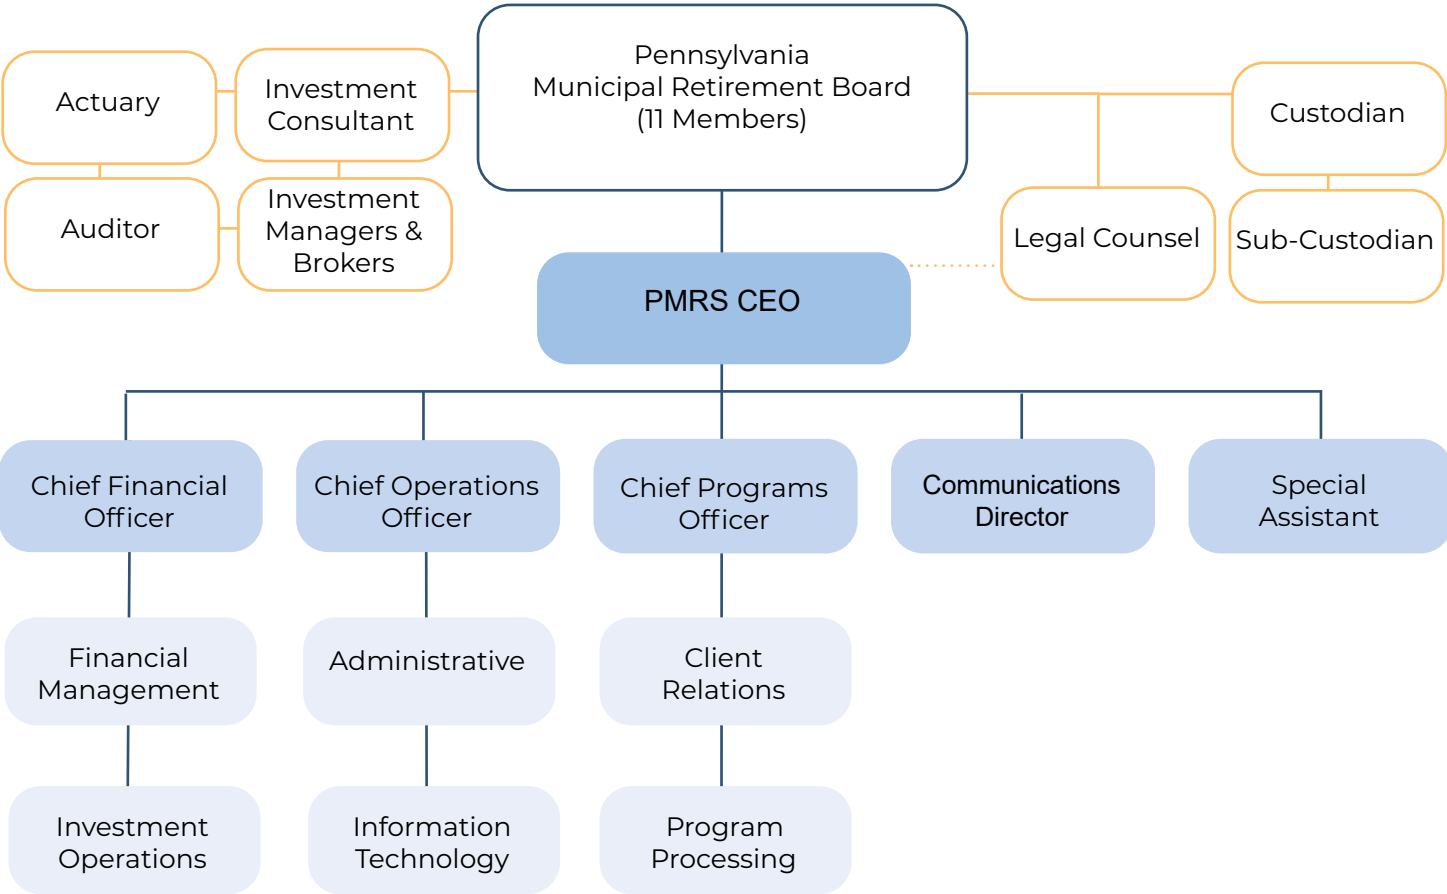 Pennsylvania
Municipal Retirement Board
(11 Members)
Actuary
Investment
Consultant
Auditor
Investment
Managers &
Brokers
Custodian
Legal Counsel
Sub-Custodian
PMRS CEO
Chief Financial
Officer
Chief Operations
Officer
Chief Programs
Officer
Communications
Director
Special
Assistant
Financial
Management
Administrative
Client
Relations
Investment
Operations
Information
Technology
Program
Processing